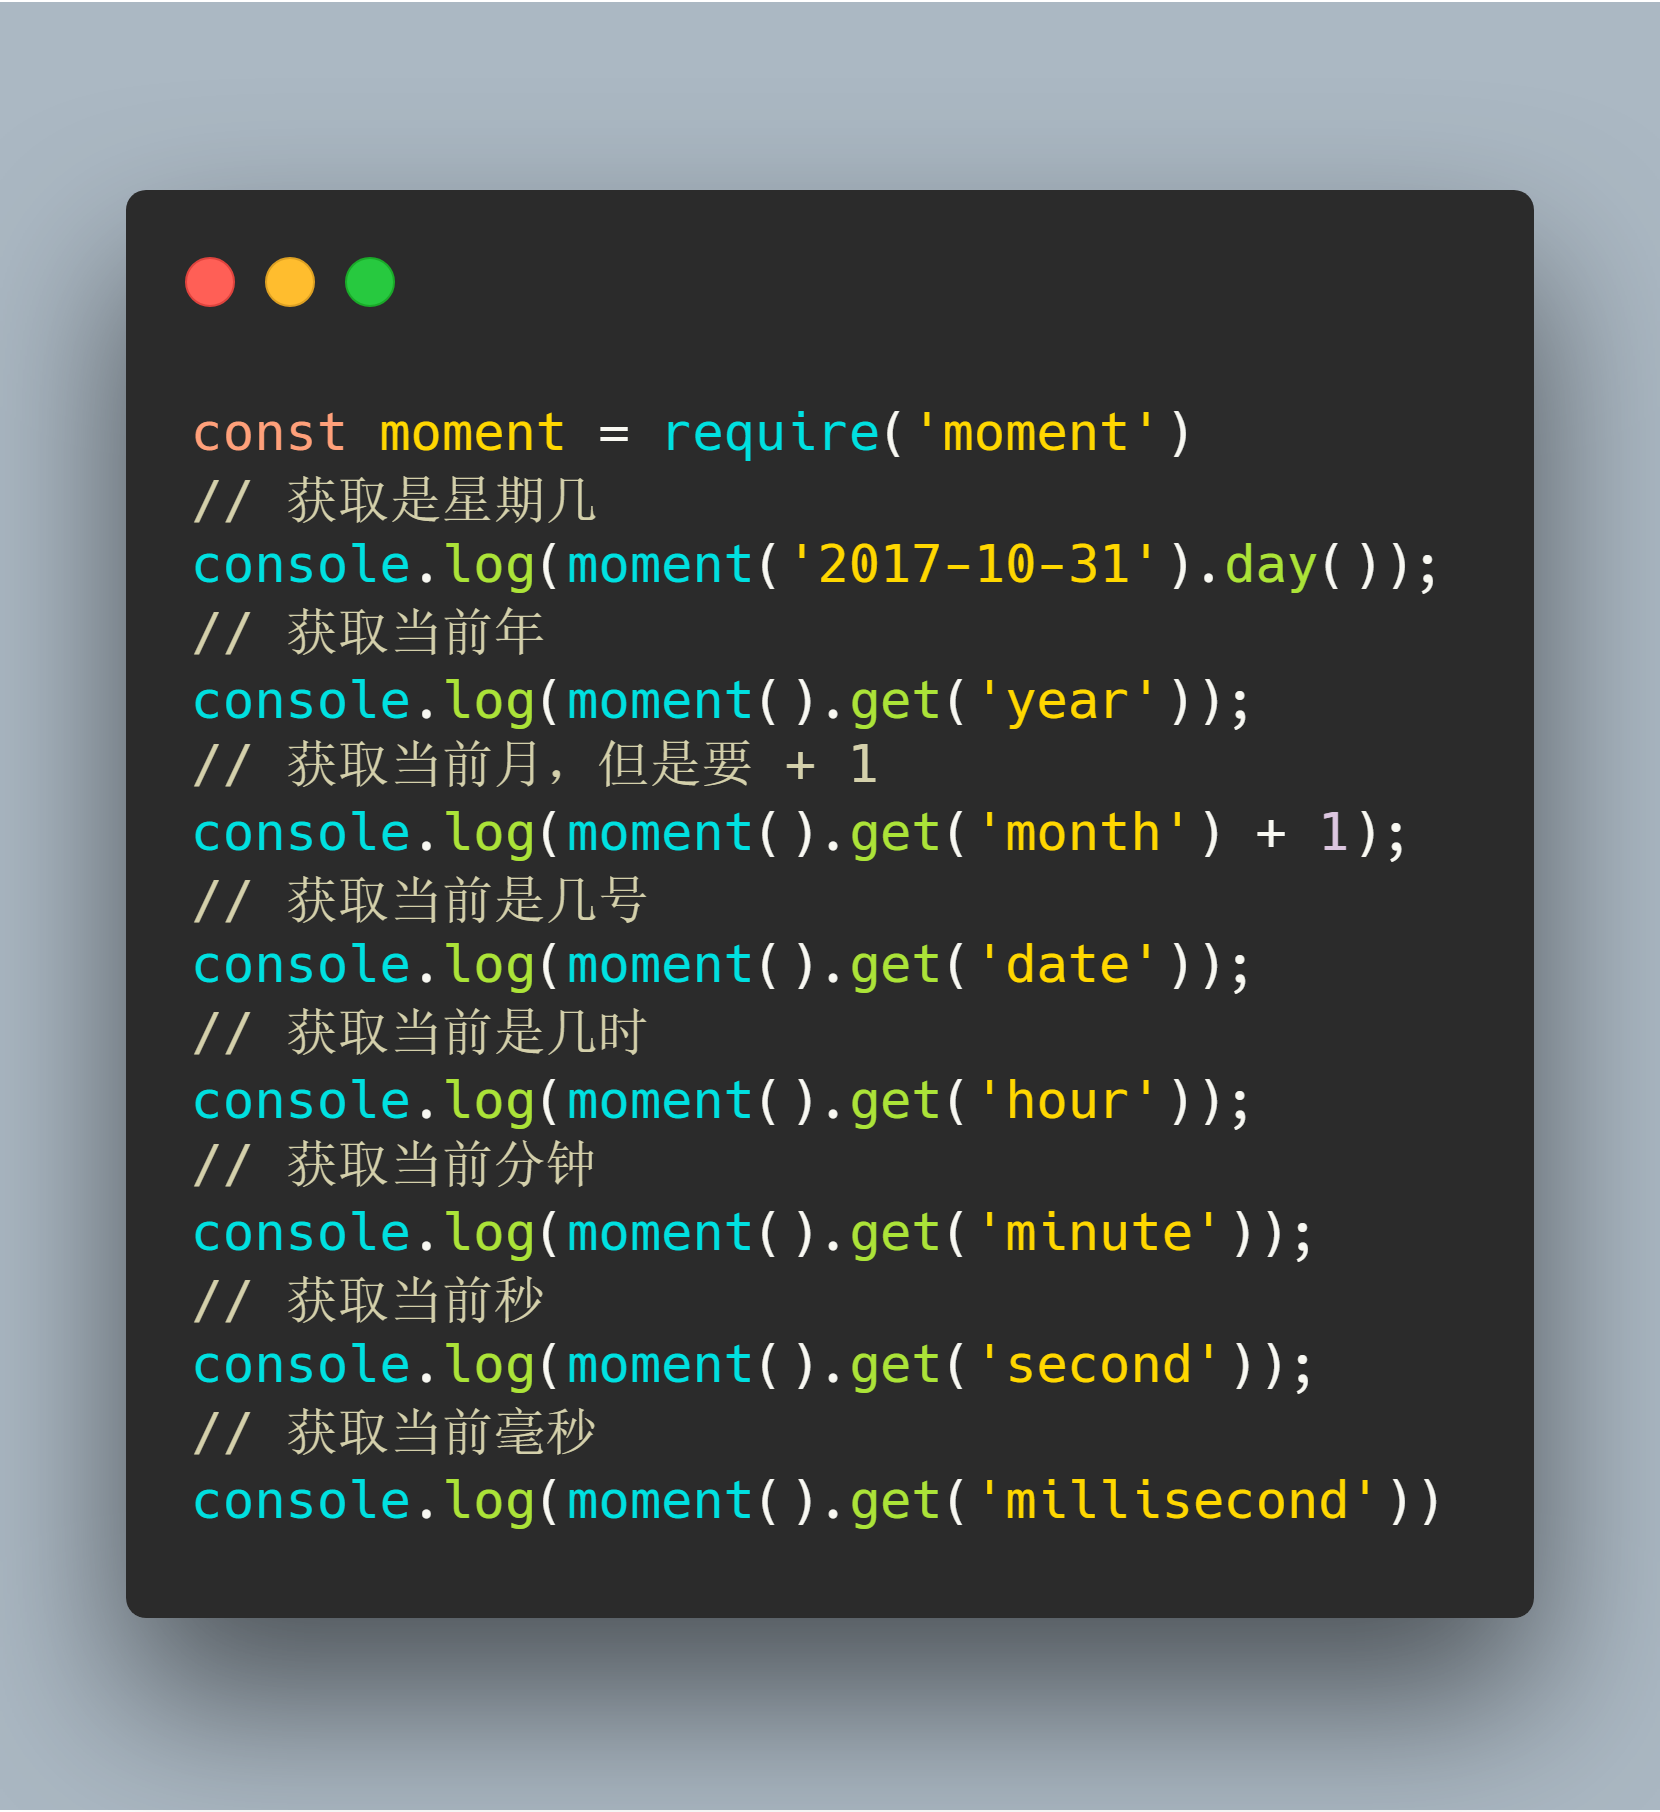 const moment = require('moment')
// 获取是星期几
console.log(moment('2017-10-31').day());
// 获取当前年
console.log(moment().get('year'));
// 获取当前月，但是要 + 1
console.log(moment().get('month') + 1);
// 获取当前是几号
console.log(moment().get('date'));
// 获取当前是几时
console.log(moment().get('hour'));
// 获取当前分钟
console.log(moment().get('minute'));
// 获取当前秒
console.log(moment().get('second'));
// 获取当前毫秒
console.log(moment().get('millisecond'))